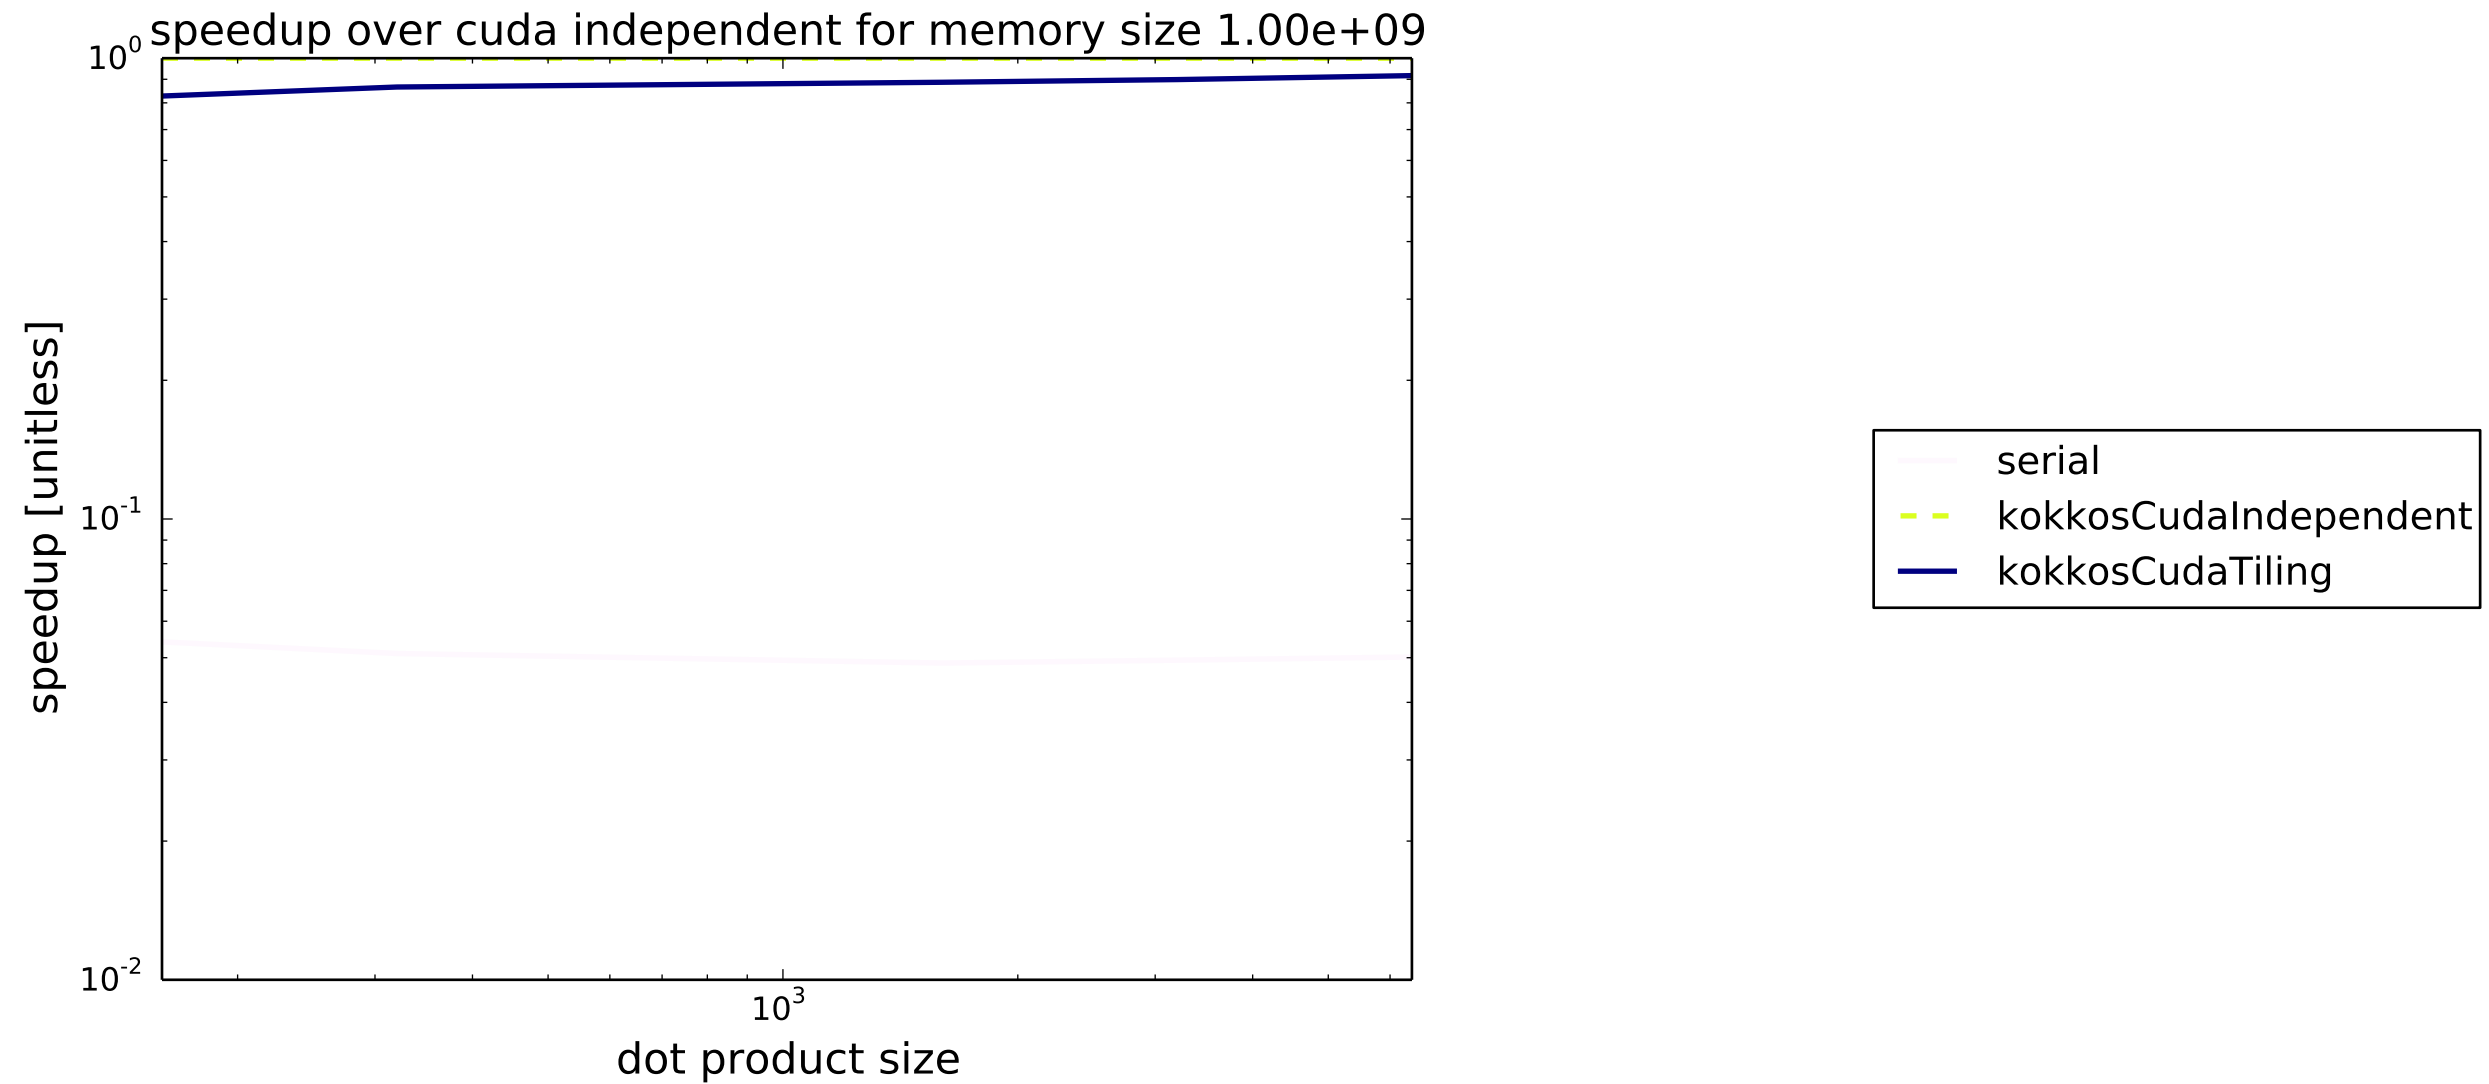 speedup over cuda independent for memory size 1.00e+09
10^0
10^-1
10^-2
speedup [unitless]
10^3
dot product size
serial
kokkosCudaIndependent
kokkosCudaTiling